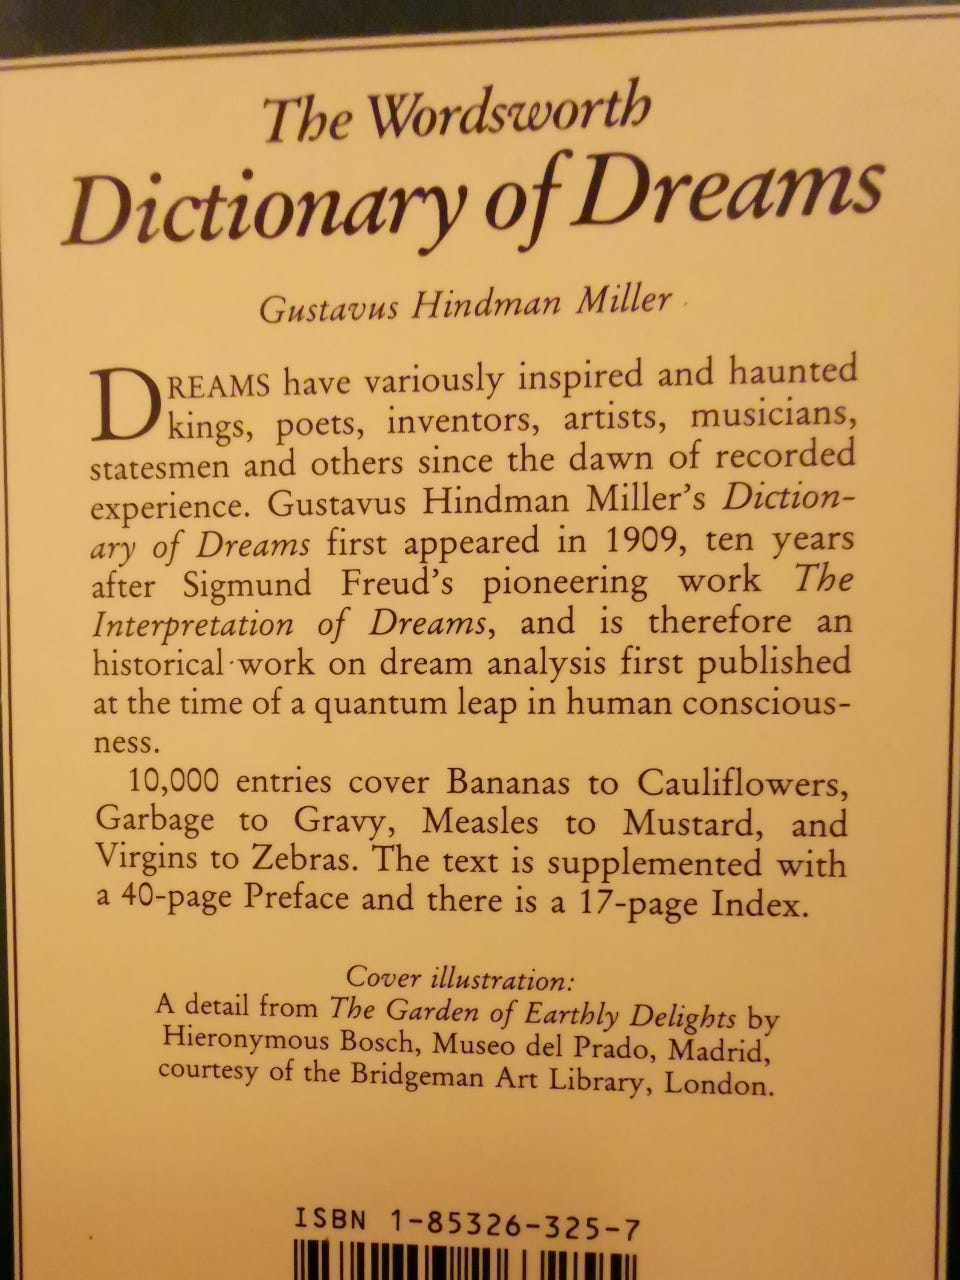 The Wordsworth
Dictionary of Dreams
Gustavus Hindman Miller
DREAMS have variously inspired and haunted
kings, poets, inventors, artists, musicians,
statesmen and others since the dawn of recorded
experience. Gustavus Hindman Miller's Diction-
ary of Dreams first appeared in 1909, ten years
after Sigmund Freud's pioneering work The
Interpretation of Dreams, and is therefore an
historical work on dream analysis first published
at the time of a quantum leap in human conscious-
ness.
10,000 entries cover Bananas to Cauliflowers,
Garbage to Gravy, Measles to Mustard, and
Virgins to Zebras. The text is supplemented with
a 40-page Preface and there is a 17-page Index.
Cover illustration:
A detail from The Garden of Earthly Delights by
Hieronymous Bosch, Museo del Prado, Madrid,
courtesy of the Bridgeman Art Library, London.
ISBN 1-85326-325-7